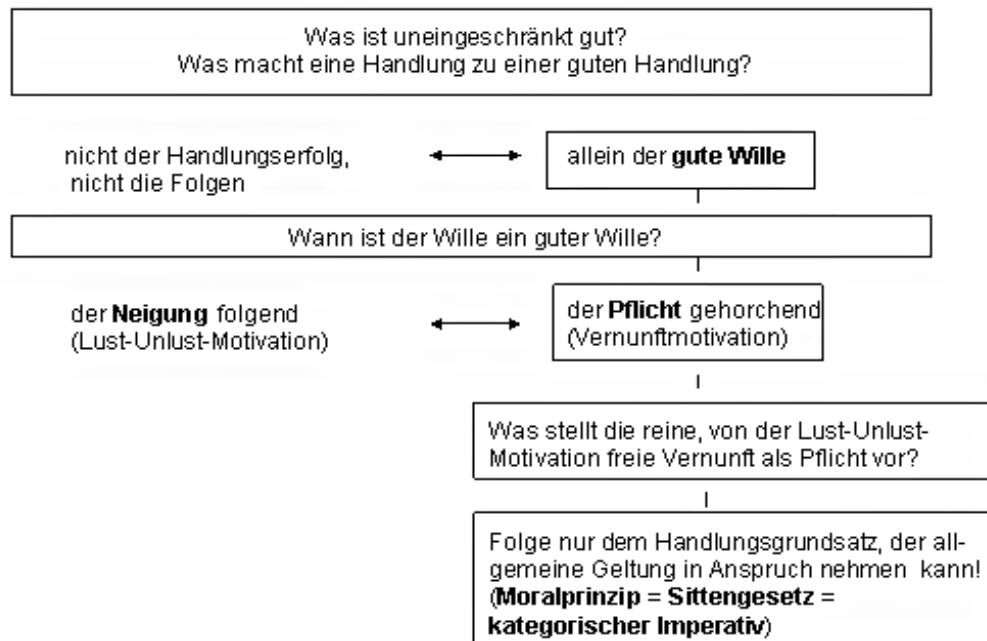 Was ist uneingeschränkt gut?
Was macht eine Handlung zu einer guten Handlung?
nicht der Handlungserfolg,
nicht die Folgen
allein der gute Wille
Wann ist der Wille ein guter Wille?
der Neigung folgend
(Lust-Unlust-Motivation)
der Pflicht gehorchend
(Vernunftmotivation)
Was stellt die reine, von der Lust-Unlust-
Motivation freie Vernunft als Pflicht vor?
Folge nur dem Handlungsgrundsatz, der all-
gemeine Geltung in Anspruch nehmen kann!
(Moralprinzip = Sittengesetz =
kategorischer Imperativ)